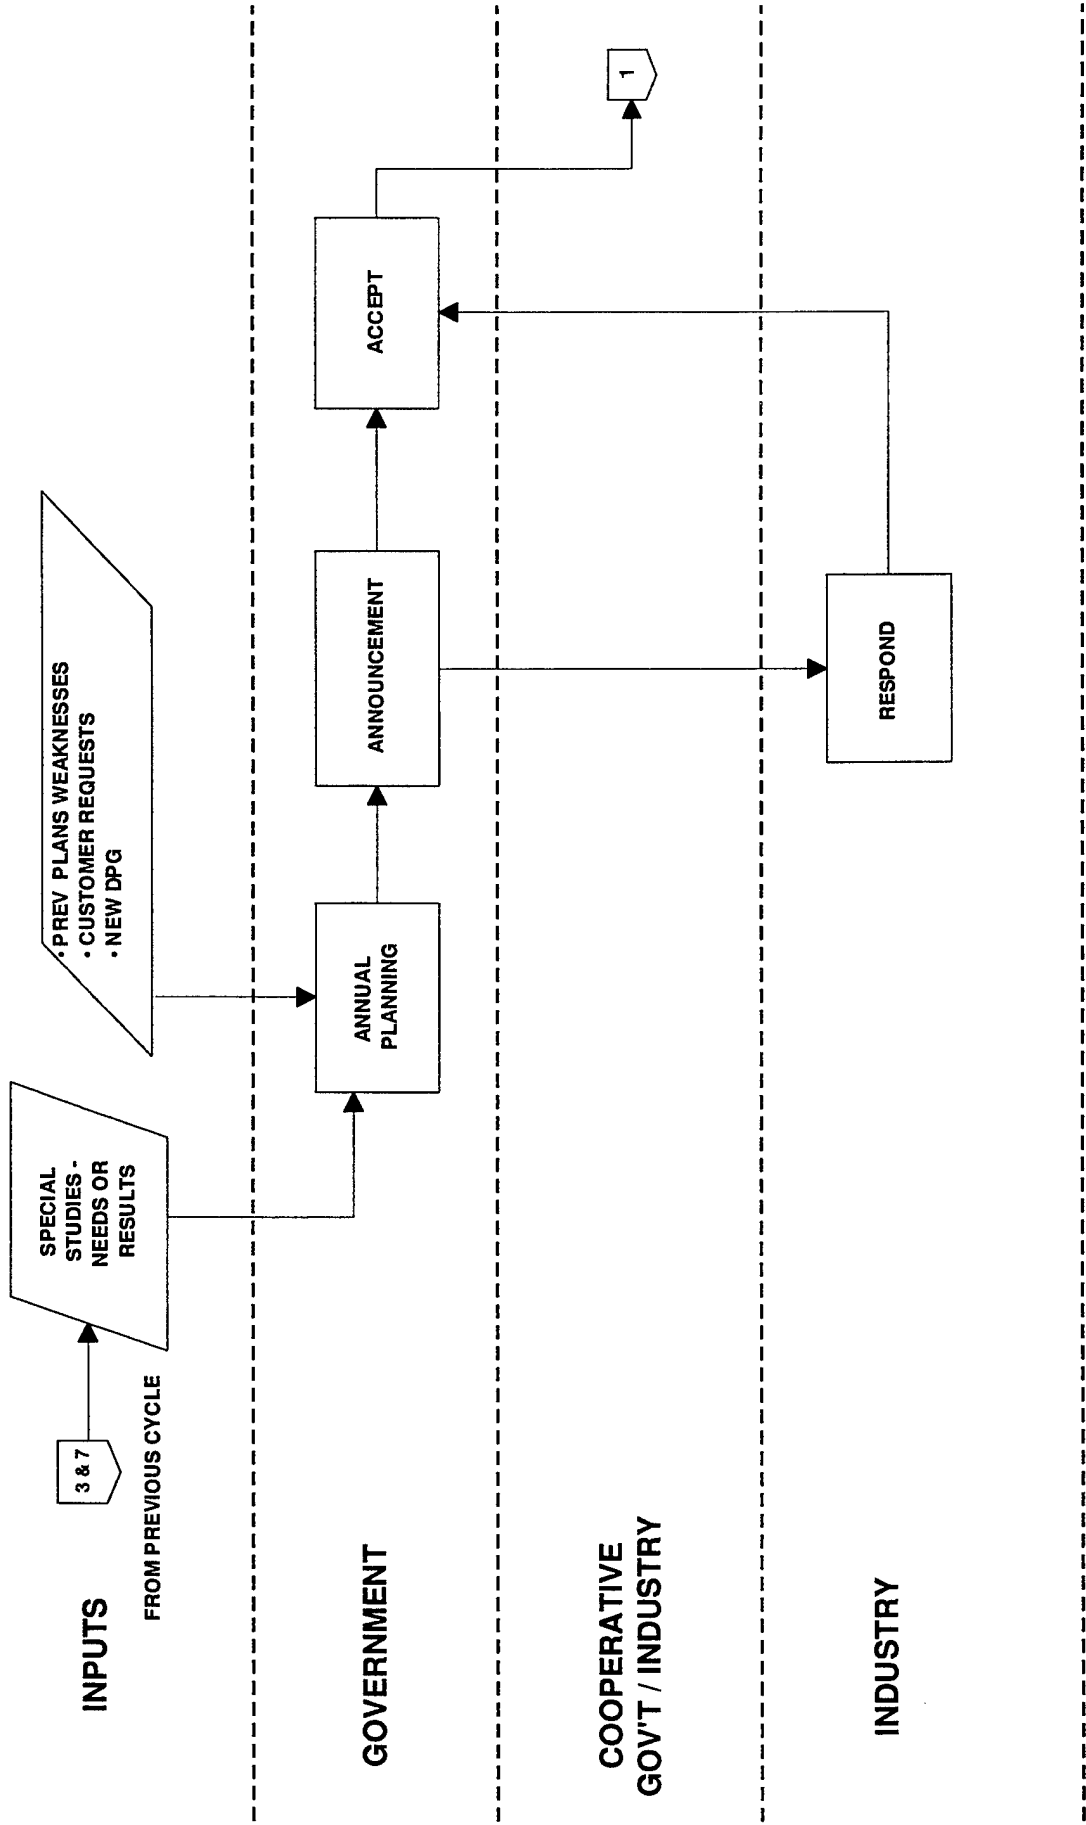 INPUTS
3 & 7
FROM PREVIOUS CYCLE
SPECIAL
STUDIES -
NEEDS OR
RESULTS
• PREV PLANS WEAKNESSES
• CUSTOMER REQUESTS
• NEW DPG
GOVERNMENT
ANNUAL
PLANNING
ANNOUNCEMENT
ACCEPT
COOPERATIVE
GOV'T / INDUSTRY
1
INDUSTRY
RESPOND